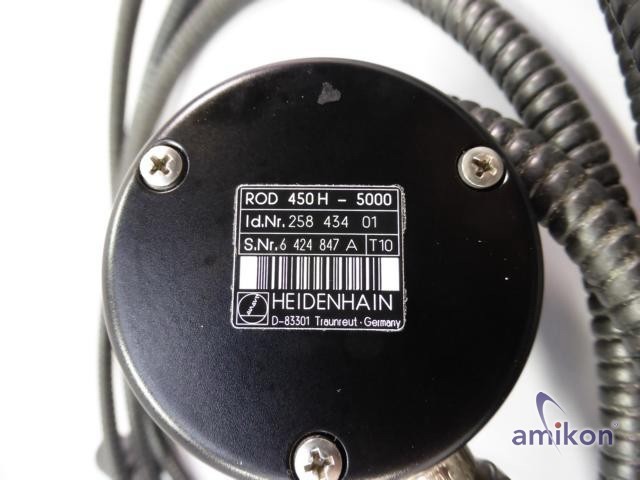 ROD 450H - 5000
Id.Nr. 258 434 01
S.Nr. 6 424 847 A T10
HEIDENHAIN
D-83301 Traunreut · Germany
amikon